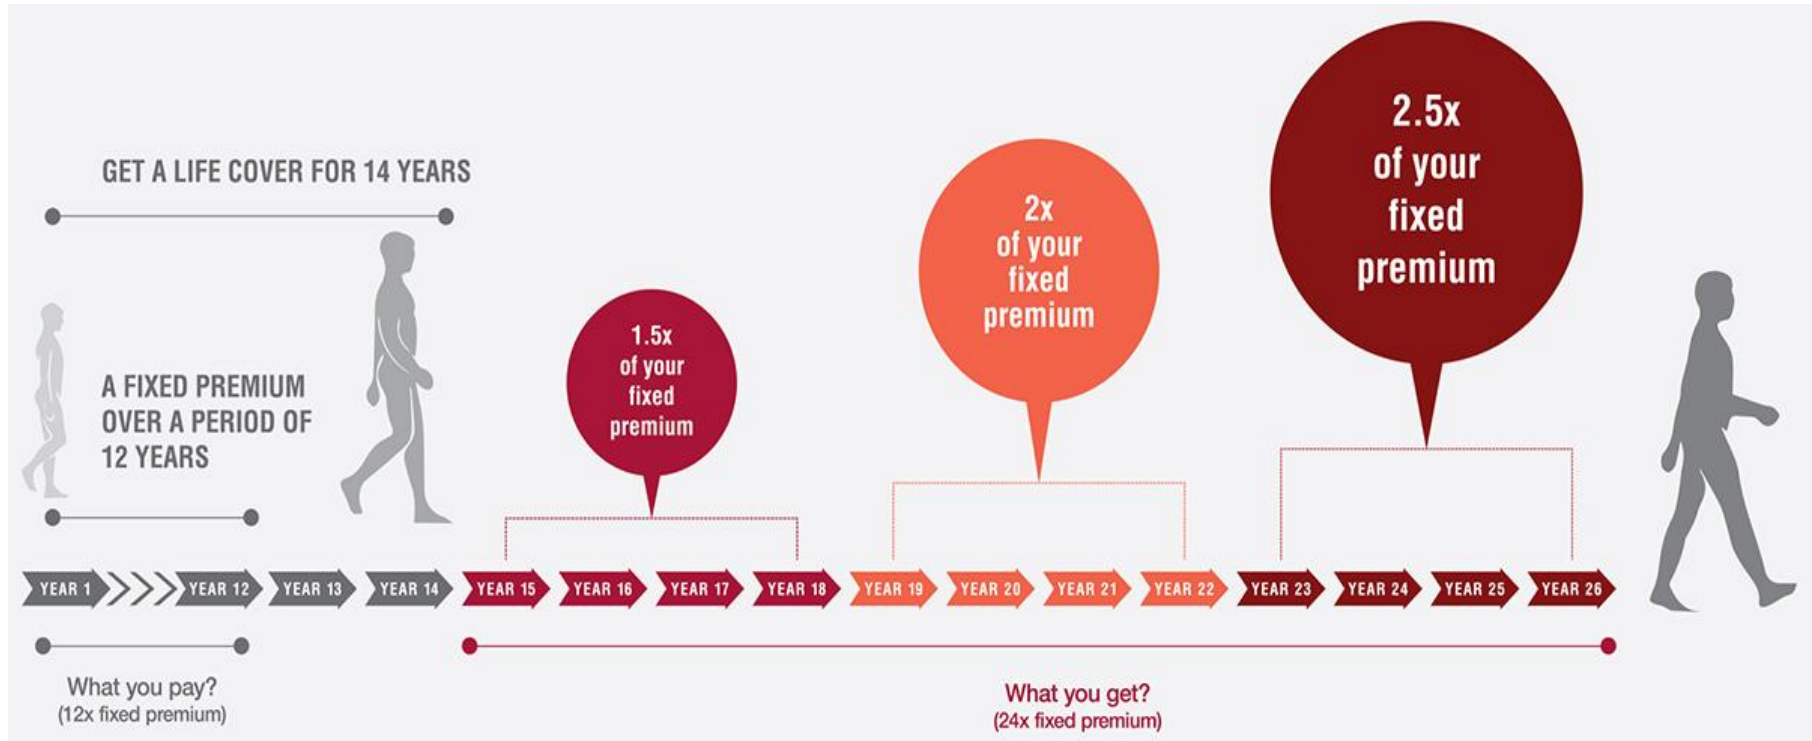 GET A LIFE COVER FOR 14 YEARS
A FIXED PREMIUM
OVER A PERIOD OF
12 YEARS
1.5x
of your
fixed
premium
2x
of your
fixed
premium
2.5x
of your
fixed
premium
YEAR 1 YEAR 12 YEAR 13 YEAR 14 YEAR 15 YEAR 16 YEAR 17 YEAR 18 YEAR 19 YEAR 20 YEAR 21 YEAR 22 YEAR 23 YEAR 24 YEAR 25 YEAR 26
What you pay?
(12x fixed premium)
What you get?
(24x fixed premium)